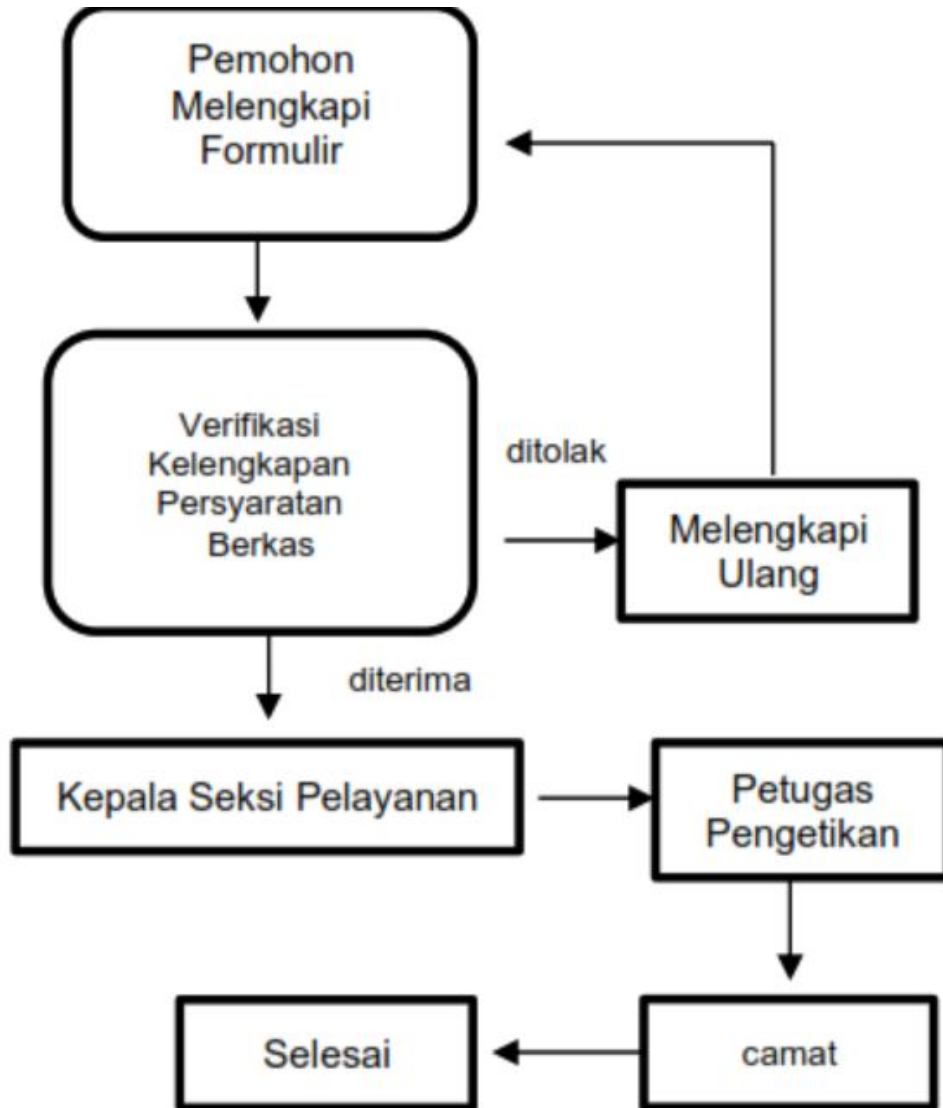 Pemohon
Melengkapi
Formulir
Verifikasi
Kelengkapan
Persyaratan
Berkas
ditolak
Melengkapi
Ulang
diterima
Kepala Seksi Pelayanan
Petugas
Pengetikan
camat
Selesai